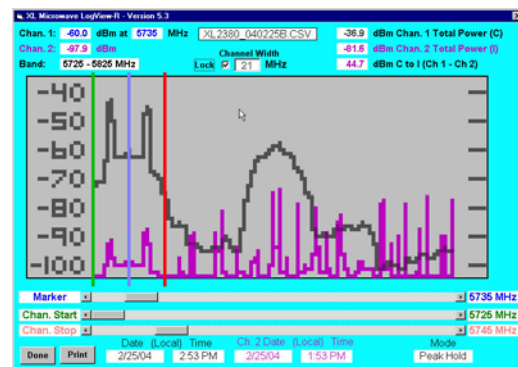 XL Microwave LogView-R - Version 5.3
Chan. 1: -60.0 dBm at 5735 MHz XL2380_040225B.CSV -36.9 dBm Chan. 1 Total Power (C)
Chan. 2: -97.9 dBm Channel Width -81.6 dBm Chan. 2 Total Power (I)
Band: 5725 - 5825 MHz Lock 21 MHz 44.7 dBm C to I (Ch 1 - Ch 2)
-40
-50
-60
-70
-80
-90
-100
Marker 5735 MHz
Chan. Start 5725 MHz
Chan. Stop 5745 MHz
Date (Local) Time Ch. 2 Date (Local) Time Mode
Done Print 2/25/04 2:53 PM 2/25/04 1:53 PM Peak Hold